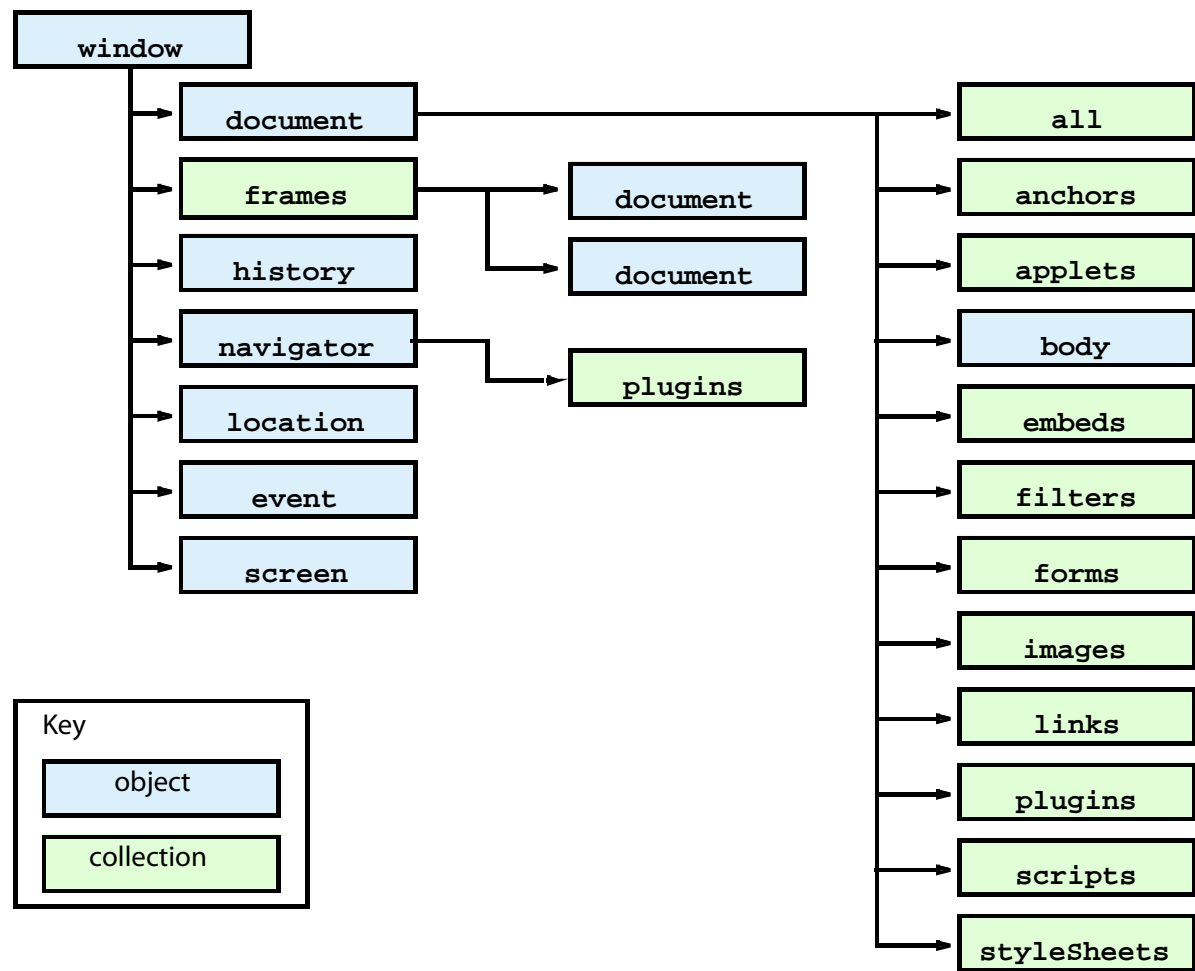 window
document
all
frames
document
anchors
history
document
applets
navigator
plugins
body
location
embeds
event
filters
screen
forms
images
links
plugins
scripts
styleSheets
Key
object
collection